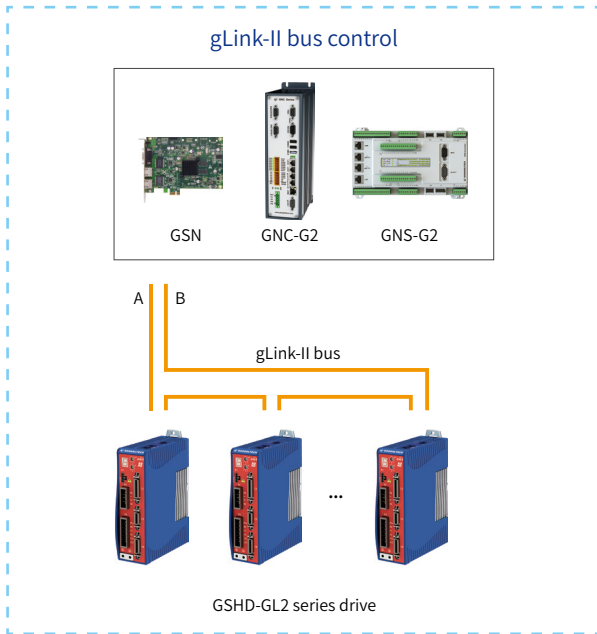 gLink-II bus control
GSN
GNC-G2
GNS-G2
A
B
gLink-II bus
...
GSHD-GL2 series drive